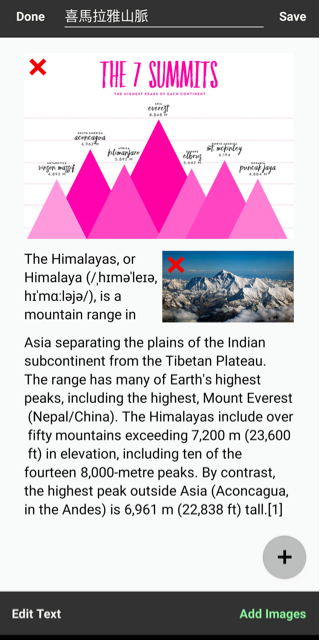 Done
喜馬拉雅山脈
Save
THE 7 SUMMITS
THE HIGHEST PEAKS OF EACH CONTINENT
ASIA
everest
8,848 m
SOUTH AMERICA
aconcagua
AFRICA
kilimanjaro
5,892 m
elbrus
5,642 m
NORTH AMERICA
mt mckinley
6,194
ANTARCTICA
vinson massif
4,892 m
puncak jaya
4,884 m
The Himalayas, or
Himalaya (/ˌhɪməˈleɪə,
hɪˈmɑːləjə/), is a
mountain range in
Asia separating the plains of the Indian
subcontinent from the Tibetan Plateau.
The range has many of Earth's highest
peaks, including the highest, Mount Everest
(Nepal/China). The Himalayas include over
fifty mountains exceeding 7,200 m (23,600
ft) in elevation, including ten of the
fourteen 8,000-metre peaks. By contrast,
the highest peak outside Asia (Aconcagua,
in the Andes) is 6,961 m (22,838 ft) tall.[1]
+
Edit Text
Add Images